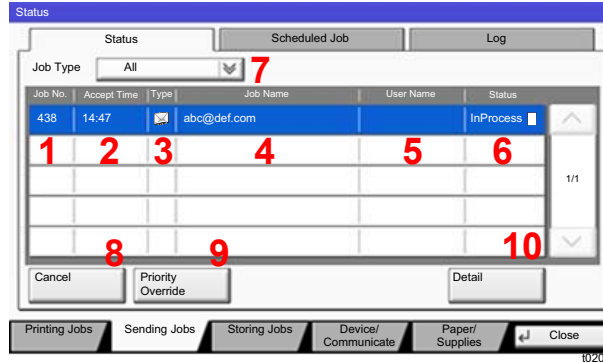 Status
Status Scheduled Job Log
Job Type All 7
Job No. Accept Time Type Job Name User Name Status
438 14:47 abc@def.com InProcess
1 2 3 4 5 6
1/1
8 9 10
Cancel Priority Override Detail
Printing Jobs Sending Jobs Storing Jobs Device/ Communicate Paper/ Supplies Close
t020